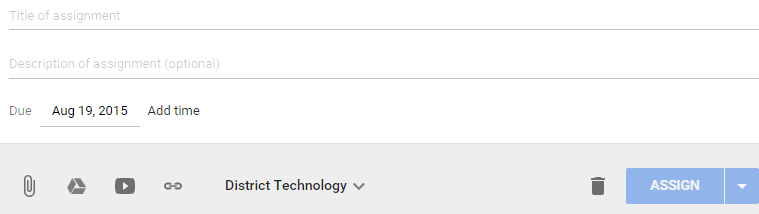 Title of assignment
Description of assignment (optional)
Due Aug 19, 2015 Add time
District Technology ASSIGN